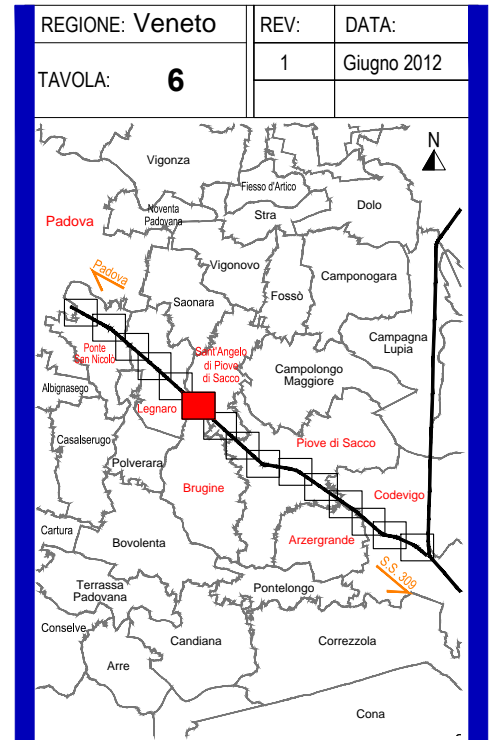 REGIONE: Veneto
REV:
DATA:
TAVOLA: 6
1
Giugno 2012
N
Vigonza
Fiesso d'Artico
Noventa
Padovana
Stra
Dolo
Padova
Padova
Vigonovo
Camponogara
Saonara
Fossò
Campagna
Lupia
Ponte
San Nicolò
Sant'Angelo
di Piove
di Sacco
Campolongo
Maggiore
Albignasego
Legnaro
Casalserugo
Piove di Sacco
Polverara
Brugine
Codevigo
Cartura
Bovolenta
Arzergrande
S.S. 309
Terrassa
Padovana
Pontelongo
Conselve
Candiana
Correzzola
Arre
Cona